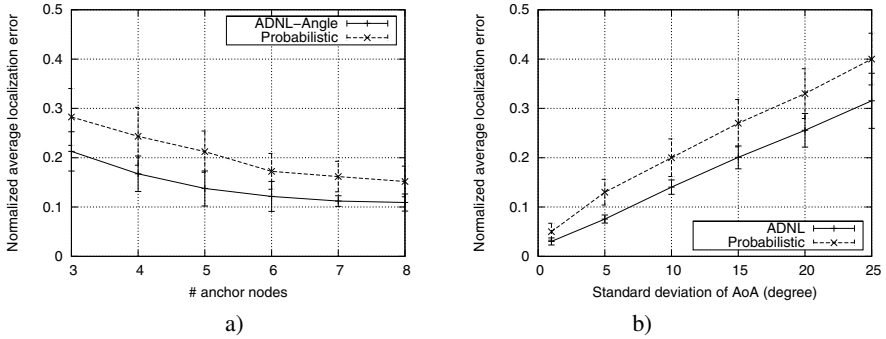 0.5
0.4
0.3
0.2
0.1
0
Normalized average localization error
ADNL-Angle
Probabilistic
3 4 5 6 7 8
# anchor nodes
a)
0.5
0.4
0.3
0.2
0.1
0
Normalized average localization error
ADNL
Probabilistic
0 5 10 15 20 25
Standard deviation of AoA (degree)
b)